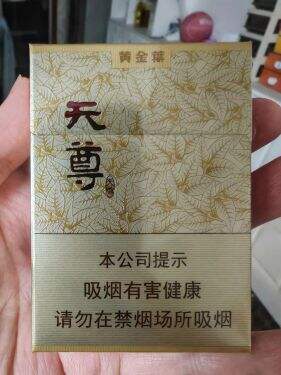 黄金葉
天
尊
本公司提示
吸烟有害健康
请勿在禁烟场所吸烟